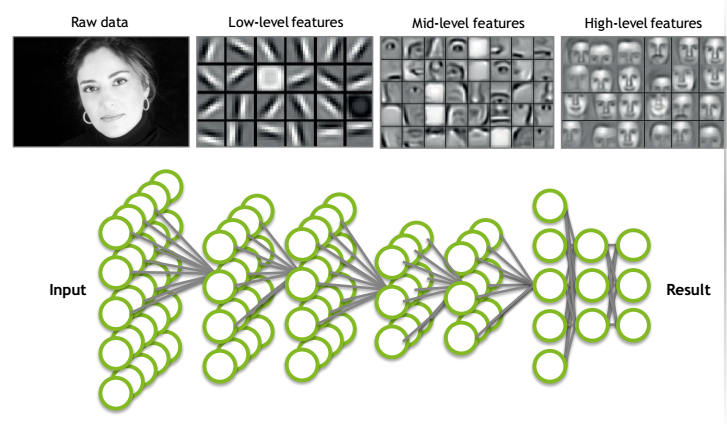 Raw data
Low-level features
Mid-level features
High-level features
Input
Result